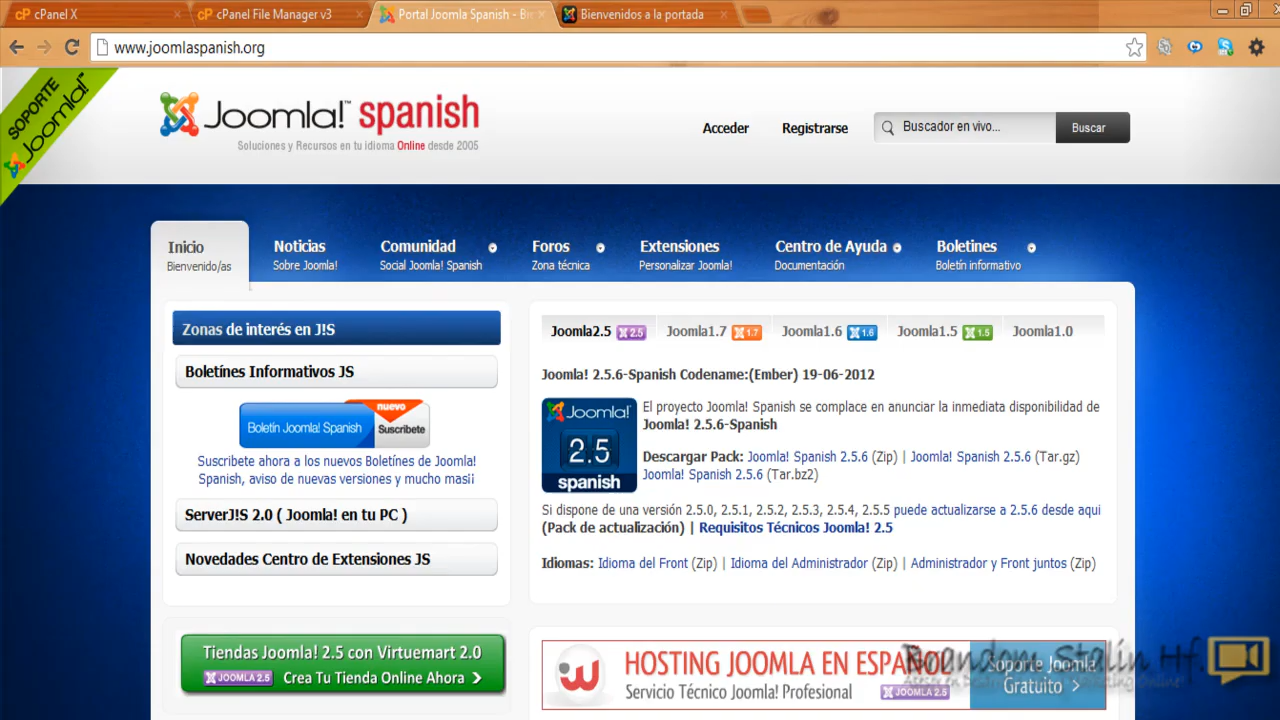 cPanel X
cPanel File Manager v3
Portal Joomla Spanish - Bi
Bienvenidos a la portada
www.joomlaspanish.org
SOPORTE
Joomla!™
Joomla!™ spanish
Soluciones y Recursos en tu idioma Online desde 2005
Acceder
Registrarse
Buscador en vivo...
Buscar
Inicio
Bienvenido/as
Noticias
Sobre Joomla!
Comunidad
Social Joomla! Spanish
Foros
Zona técnica
Extensiones
Personalizar Joomla!
Centro de Ayuda
Documentación
Boletines
Boletín informativo
Zonas de interés en J!S
Boletínes Informativos JS
nuevo
Boletín Joomla! Spanish
Suscribete
Suscribete ahora a los nuevos Boletínes de Joomla!
Spanish, aviso de nuevas versiones y mucho mas¡¡
ServerJ!S 2.0 ( Joomla! en tu PC )
Novedades Centro de Extensiones JS
Tiendas Joomla! 2.5 con Virtuemart 2.0
JOOMLA 2.5 Crea Tu Tienda Online Ahora
Joomla2.5 2.5 Joomla1.7 1.7 Joomla1.6 1.6 Joomla1.5 1.5 Joomla1.0
Joomla! 2.5.6-Spanish Codename:(Ember) 19-06-2012
Joomla!
2.5
spanish
El proyecto Joomla! Spanish se complace en anunciar la inmediata disponibilidad de
Joomla! 2.5.6-Spanish
Descargar Pack: Joomla! Spanish 2.5.6 (Zip) | Joomla! Spanish 2.5.6 (Tar.gz)
Joomla! Spanish 2.5.6 (Tar.bz2)
Si dispone de una versión 2.5.0, 2.5.1, 2.5.2, 2.5.3, 2.5.4, 2.5.5 puede actualizarse a 2.5.6 desde aqui
(Pack de actualización) | Requisitos Técnicos Joomla! 2.5
Idiomas: Idioma del Front (Zip) | Idioma del Administrador (Zip) | Administrador y Front juntos (Zip)
HOSTING JOOMLA EN ESPAÑOL
Servicio Técnico Joomla! Profesional
JOOMLA 2.5
Soporte Joomla
Gratuito
Brandom Stalin Hf.